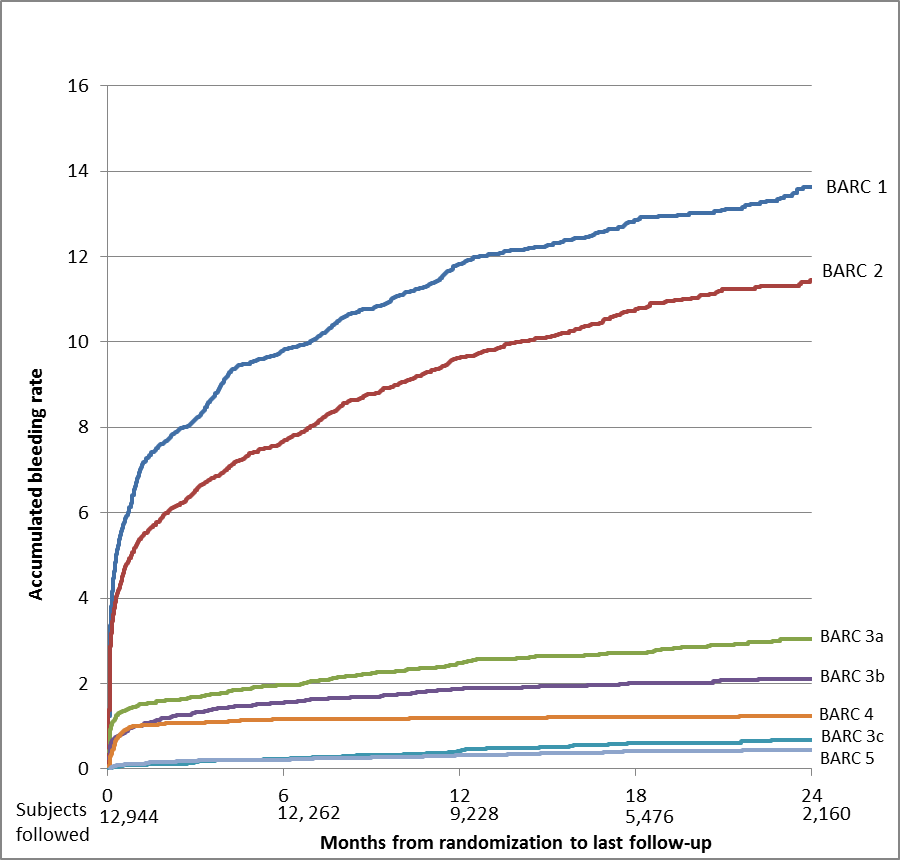 16
14
12
10
8
6
4
2
0
Accumulated bleeding rate
BARC 1
BARC 2
BARC 3a
BARC 3b
BARC 4
BARC 3c
BARC 5
0 6 12 18 24
Subjects followed 12,944 12, 262 9,228 5,476 2,160
Months from randomization to last follow-up